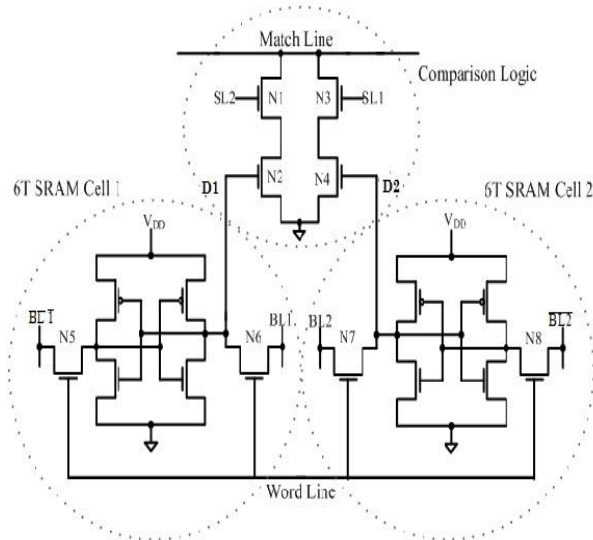 Match Line
Comparison Logic
SL2
N1
N3
SL1
N2
N4
D1
D2
6T SRAM Cell 1
6T SRAM Cell 2
VDD
VDD
BL1
N5
N6
BL1
BL2
N7
N8
BL2
Word Line